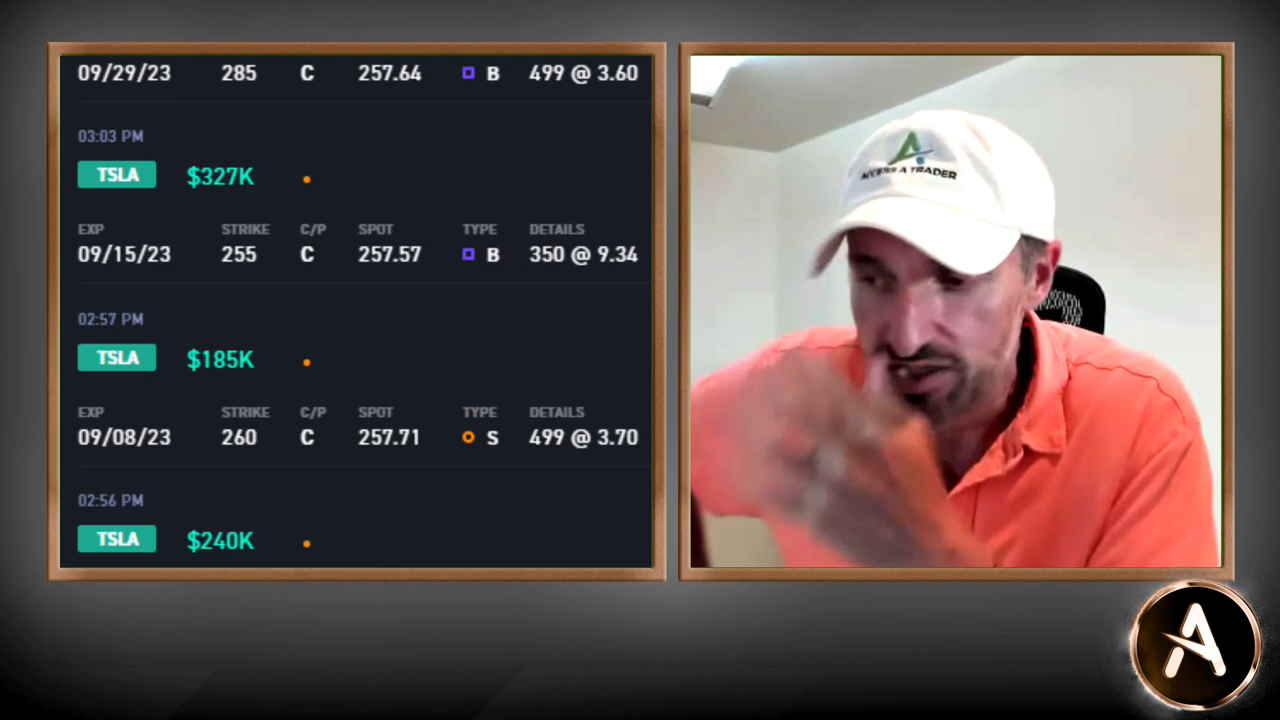 09/29/23 285 C 257.64 B 499 @ 3.60
03:03 PM
TSLA $327K
EXP STRIKE C/P SPOT TYPE DETAILS
09/15/23 255 C 257.57 B 350 @ 9.34
02:57 PM
TSLA $185K
EXP STRIKE C/P SPOT TYPE DETAILS
09/08/23 260 C 257.71 S 499 @ 3.70
02:56 PM
TSLA $240K
ACCESS A TRADER
A